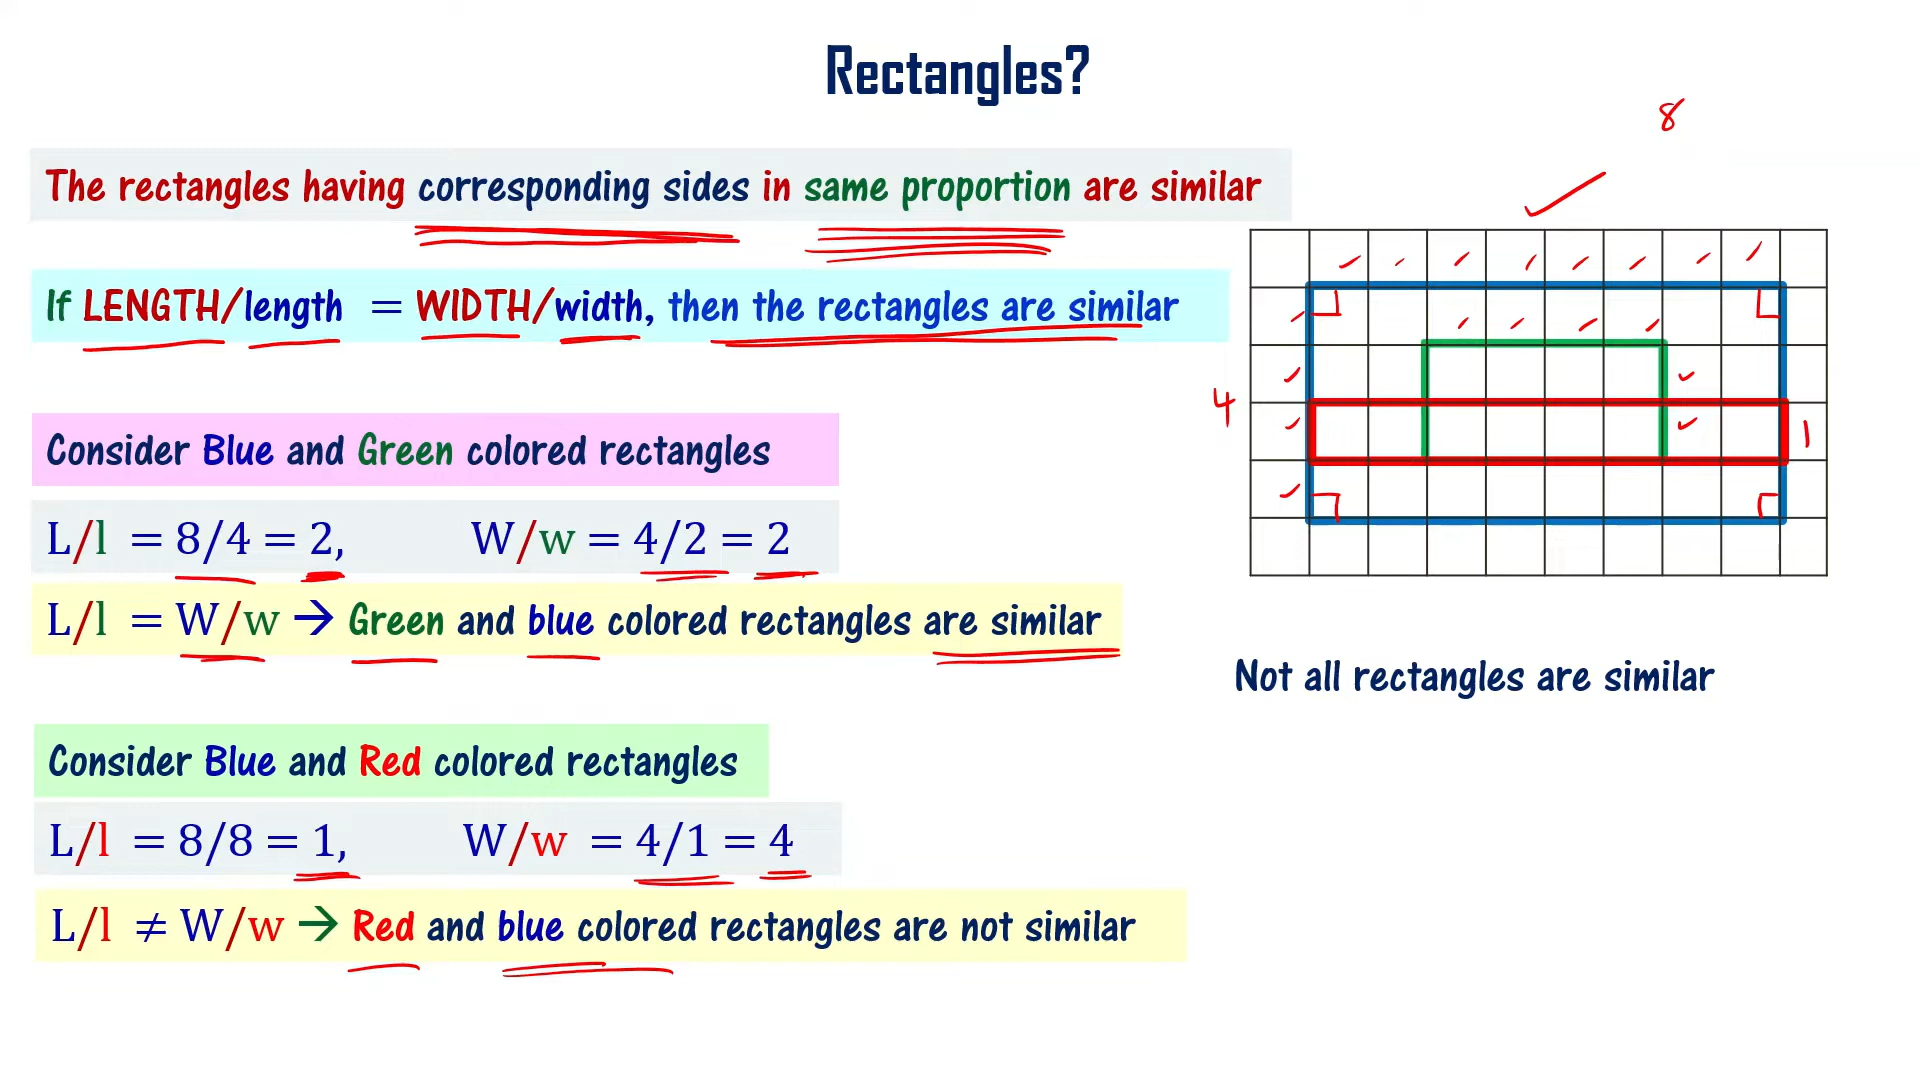 Rectangles?
8
The rectangles having corresponding sides in same proportion are similar
If LENGTH/length = WIDTH/width, then the rectangles are similar
4
1
Consider Blue and Green colored rectangles
L/l = 8/4 = 2, W/w = 4/2 = 2
L/l = W/w → Green and blue colored rectangles are similar
Not all rectangles are similar
Consider Blue and Red colored rectangles
L/l = 8/8 = 1, W/w = 4/1 = 4
L/l ≠ W/w → Red and blue colored rectangles are not similar